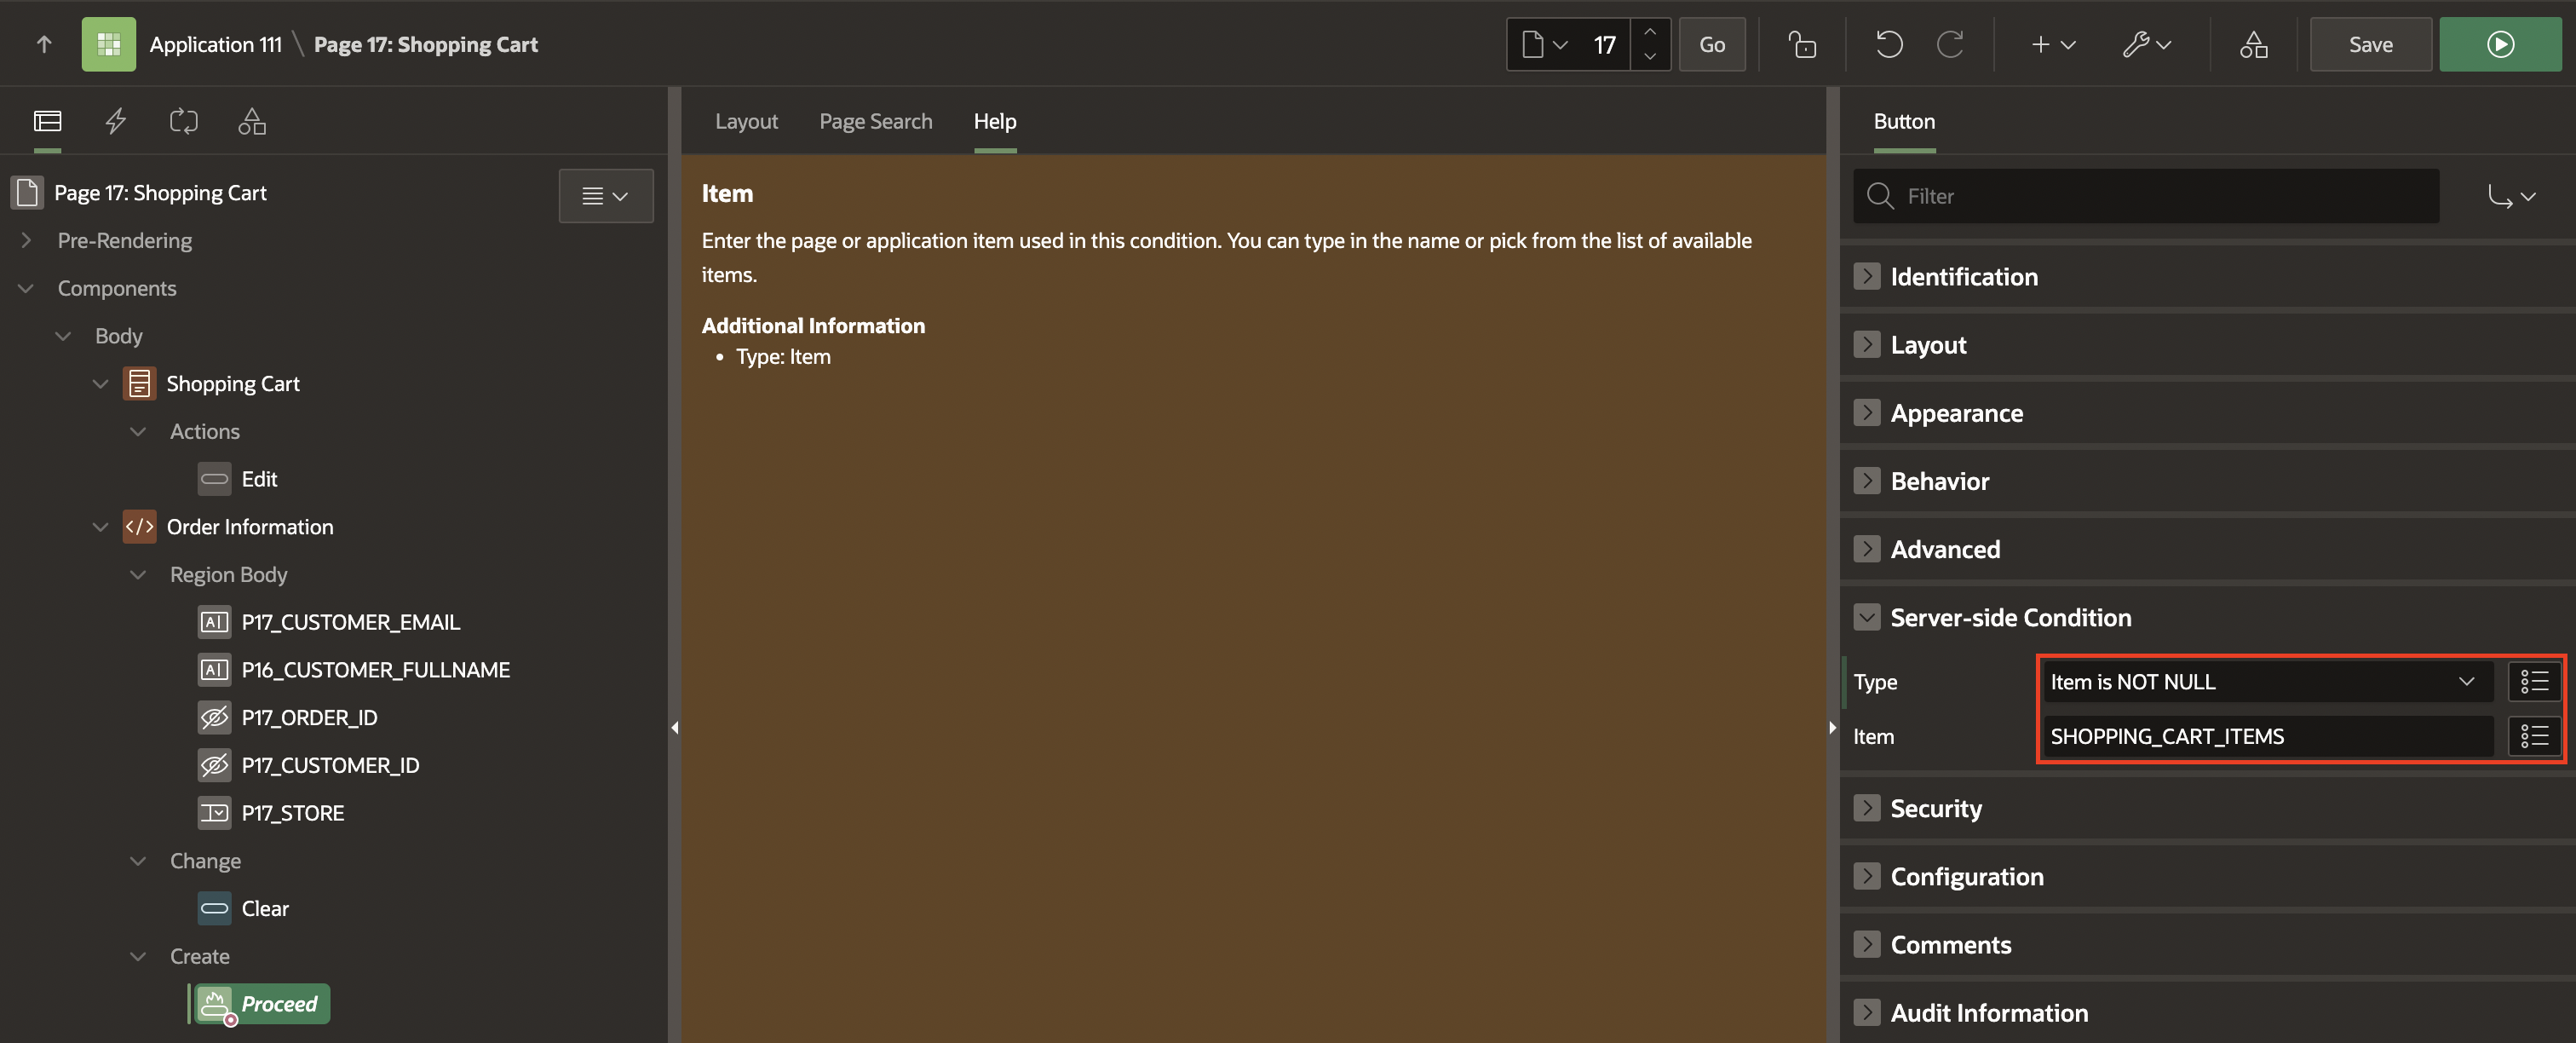 Application 111 \ Page 17: Shopping Cart
17
Go
Save
Page 17: Shopping Cart
Pre-Rendering
Components
Body
Shopping Cart
Actions
Edit
Order Information
Region Body
P17_CUSTOMER_EMAIL
P16_CUSTOMER_FULLNAME
P17_ORDER_ID
P17_CUSTOMER_ID
P17_STORE
Change
Clear
Create
Proceed
Layout
Page Search
Help
Item
Enter the page or application item used in this condition. You can type in the name or pick from the list of available
items.
Additional Information
• Type: Item
Button
Filter
Identification
Layout
Appearance
Behavior
Advanced
Server-side Condition
Type
Item is NOT NULL
Item
SHOPPING_CART_ITEMS
Security
Configuration
Comments
Audit Information